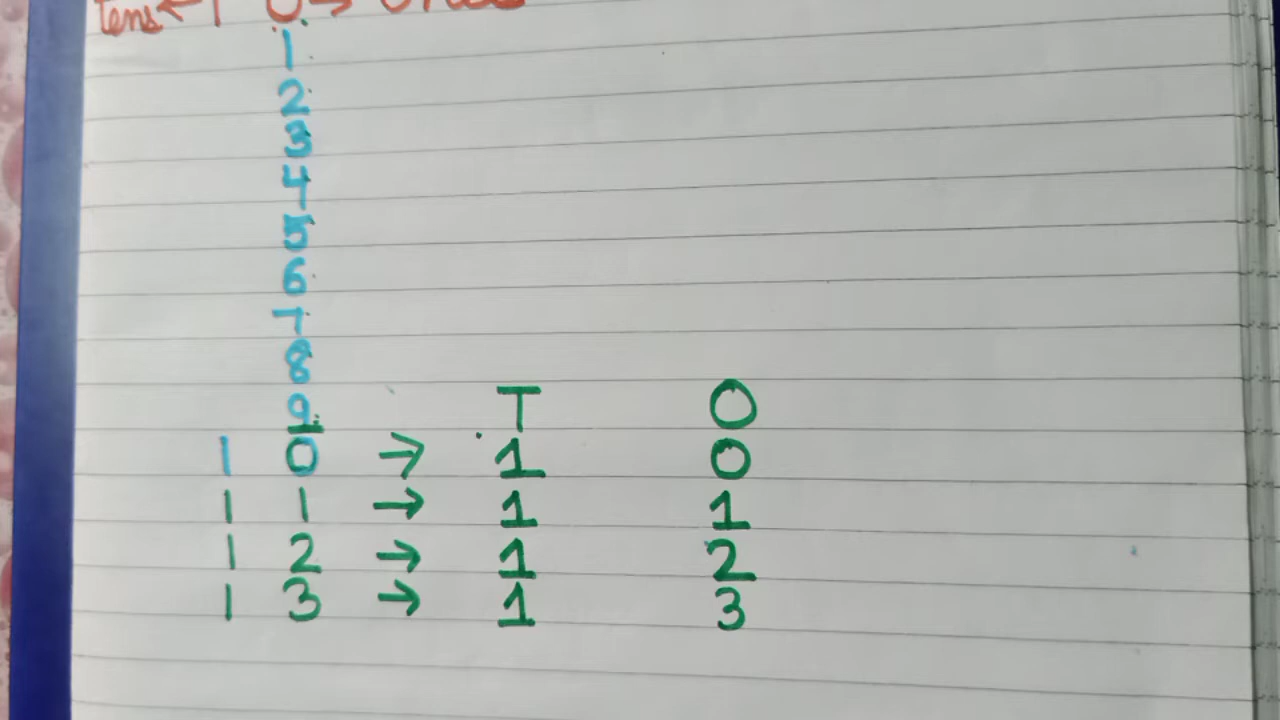 Tens ← T O → Ones
1
2
3
4
5
6
7
8
9 T O
1 0 → 1 0
1 1 → 1 1
1 2 → 1 2
1 3 → 1 3